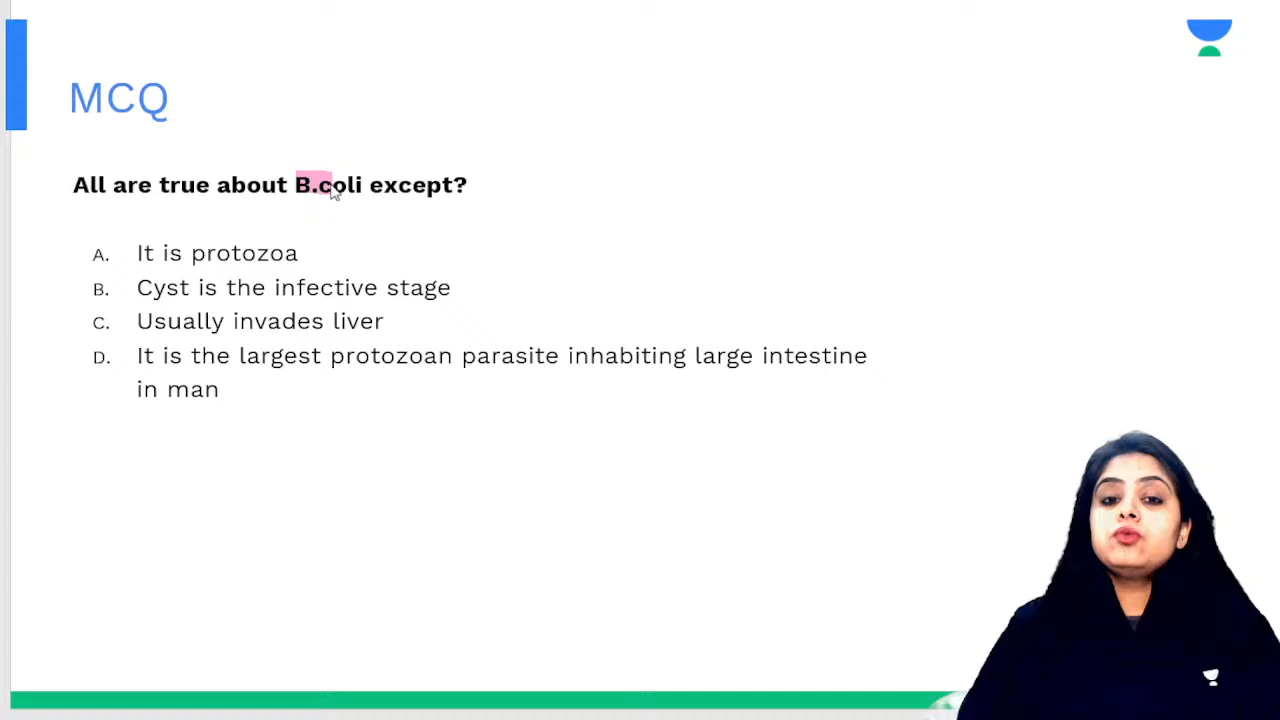 MCQ
All are true about B.coli except?
A. It is protozoa
B. Cyst is the infective stage
C. Usually invades liver
D. It is the largest protozoan parasite inhabiting large intestine
in man